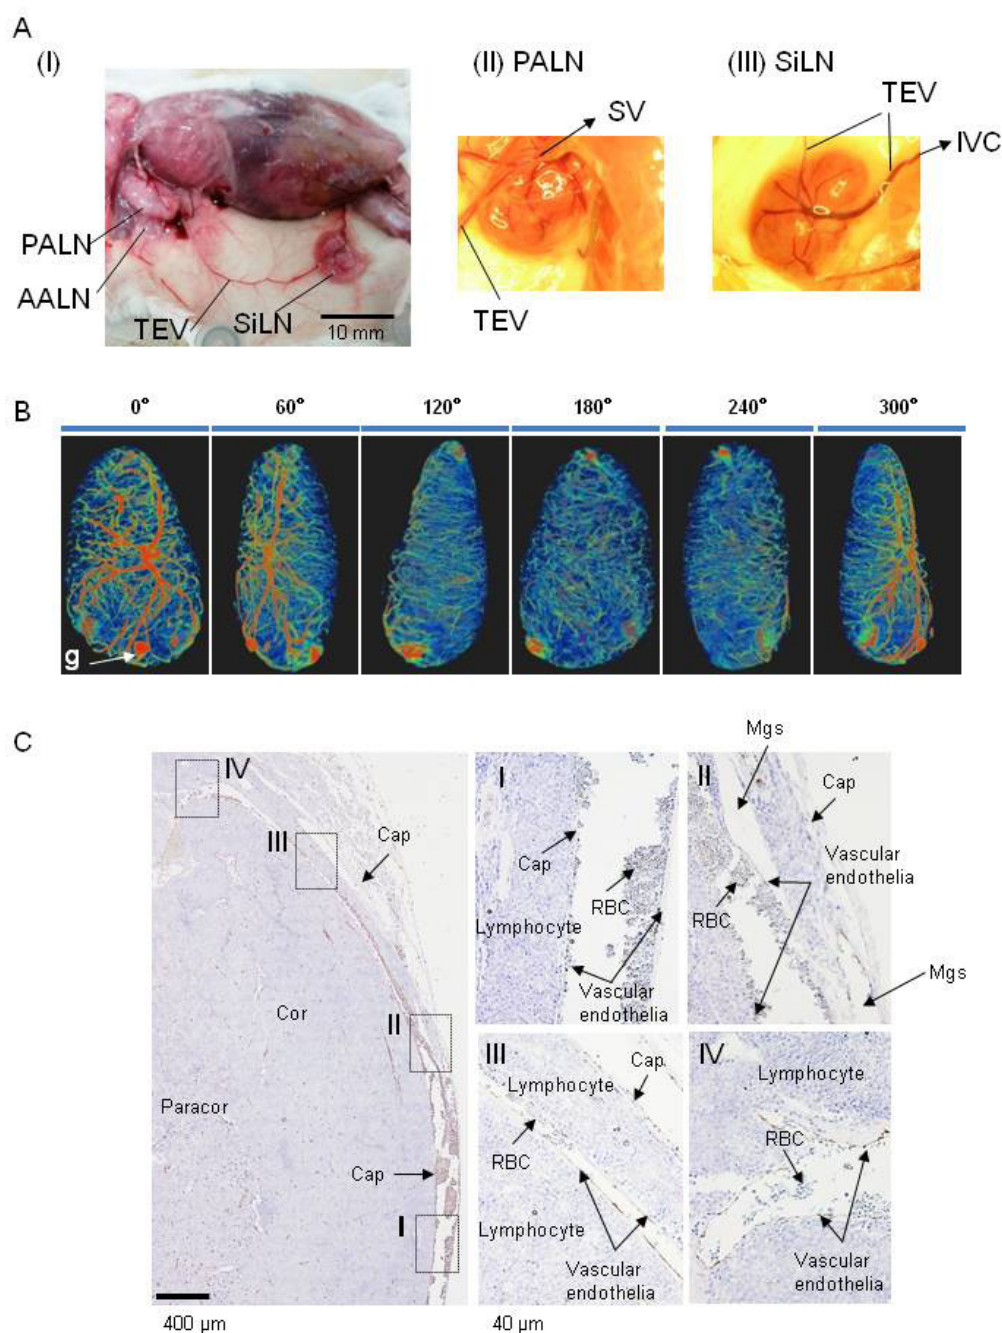 A
(I)
(II) PALN
(III) SiLN
SV
TEV
IVC
PALN
AALN
TEV
SiLN
10 mm
TEV
B
0°
60°
120°
180°
240°
300°
g
C
IV
III
Cap
Cor
II
Paracor
Cap
I
400 µm
I
Cap
RBC
Lymphocyte
Vascular
endothelia
II
Mgs
Cap
Vascular
endothelia
RBC
Mgs
III
Lymphocyte
Cap
RBC
Lymphocyte
Vascular
endothelia
40 µm
IV
Lymphocyte
RBC
Vascular
endothelia